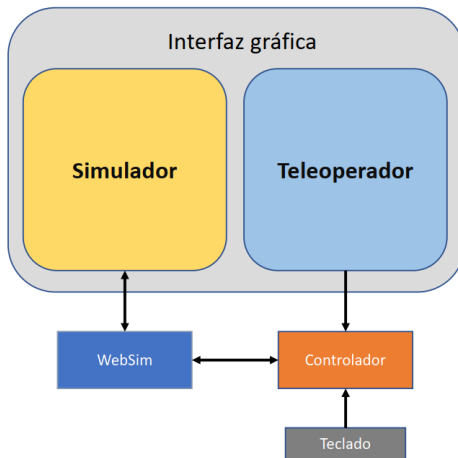 Interfaz gráfica
Simulador
Teleoperador
WebSim
Controlador
Teclado